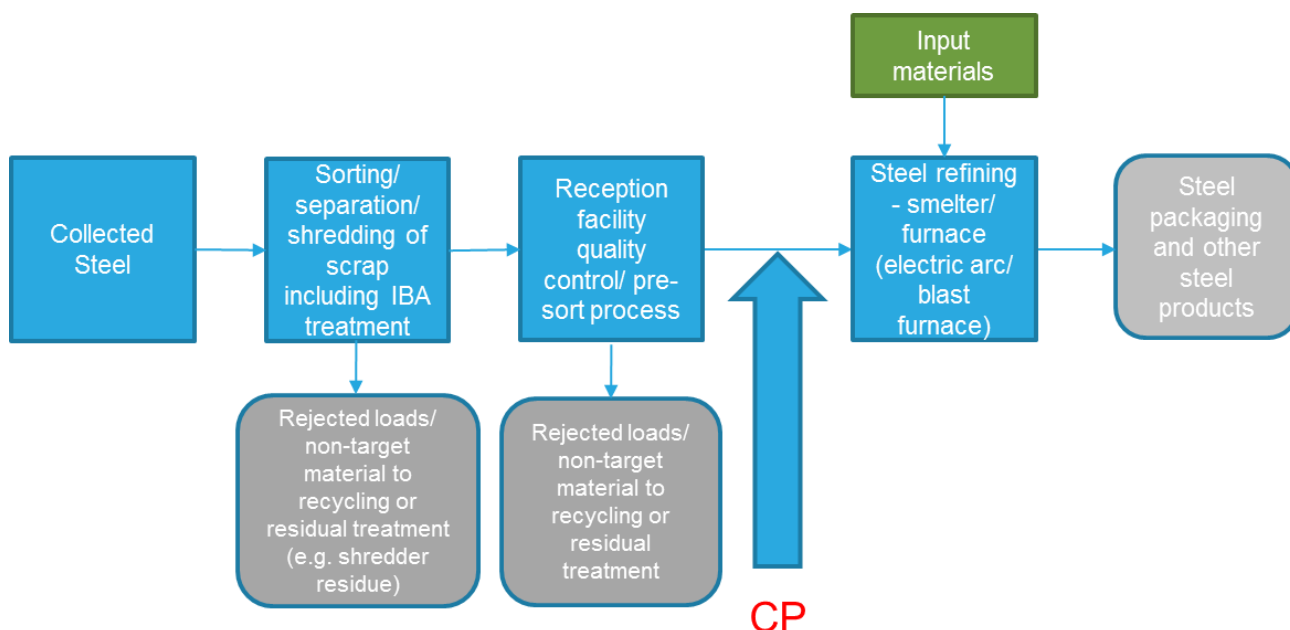 Input
materials
Collected
Steel
Sorting/
separation/
shredding of
scrap
including IBA
treatment
Reception
facility
quality
control/ pre-
sort process
Steel refining
- smelter/
furnace
(electric arc/
blast
furnace)
Steel
packaging
and other
steel
products
Rejected loads/
non-target
material to
recycling or
residual treatment
(e.g. shredder
residue)
Rejected loads/
non-target
material to
recycling or
residual
treatment
CP